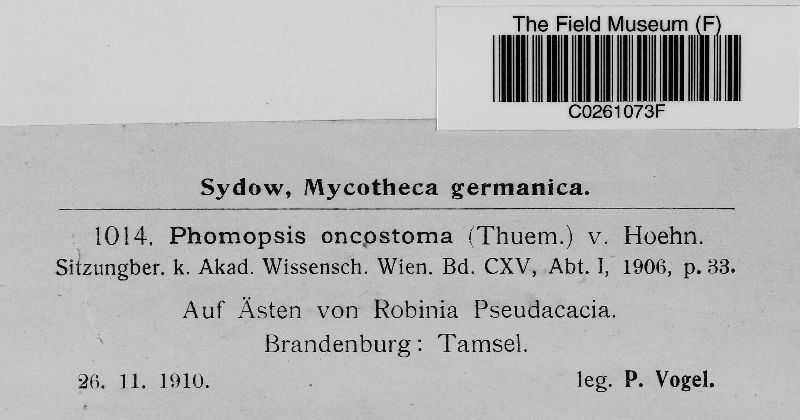 The Field Museum (F)
C0261073F
Sydow, Mycotheca germanica.
1014. Phomopsis oncostoma (Thuem.) v. Hoehn.
Sitzungber. k. Akad. Wissensch. Wien. Bd. CXV, Abt. I, 1906, p. 33.
Auf Ästen von Robinia Pseudacacia.
Brandenburg: Tamsel.
26. 11. 1910. leg. P. Vogel.